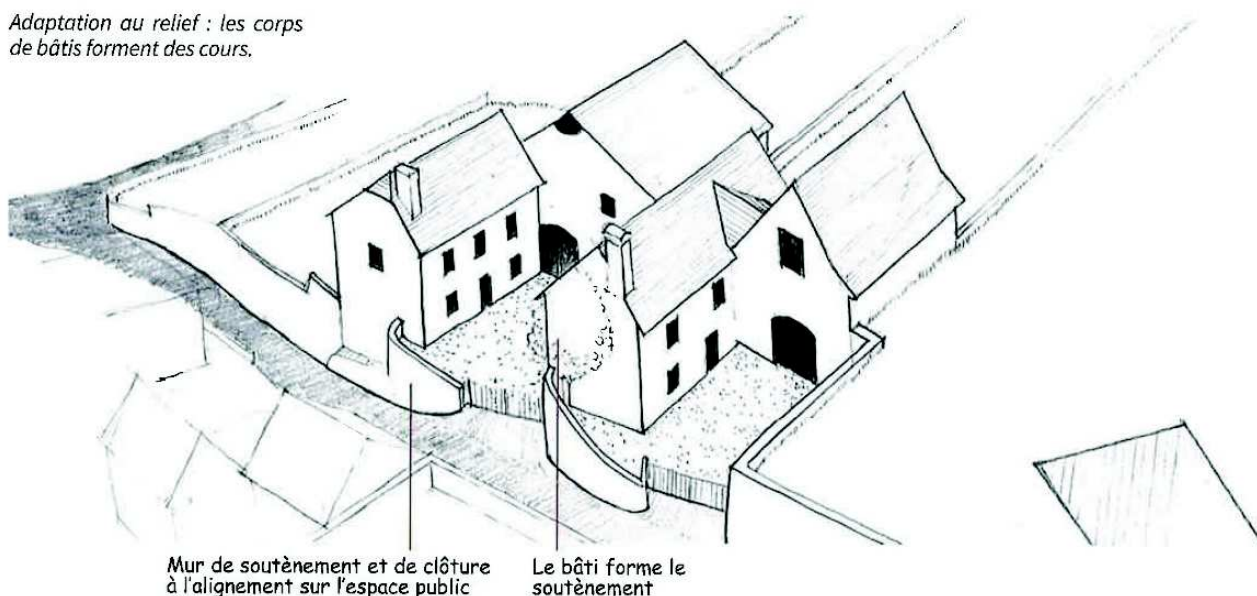 Adaptation au relief : les corps
de bâtis forment des cours.
Mur de soutènement et de clôture
à l'alignement sur l'espace public
Le bâti forme le
soutènement